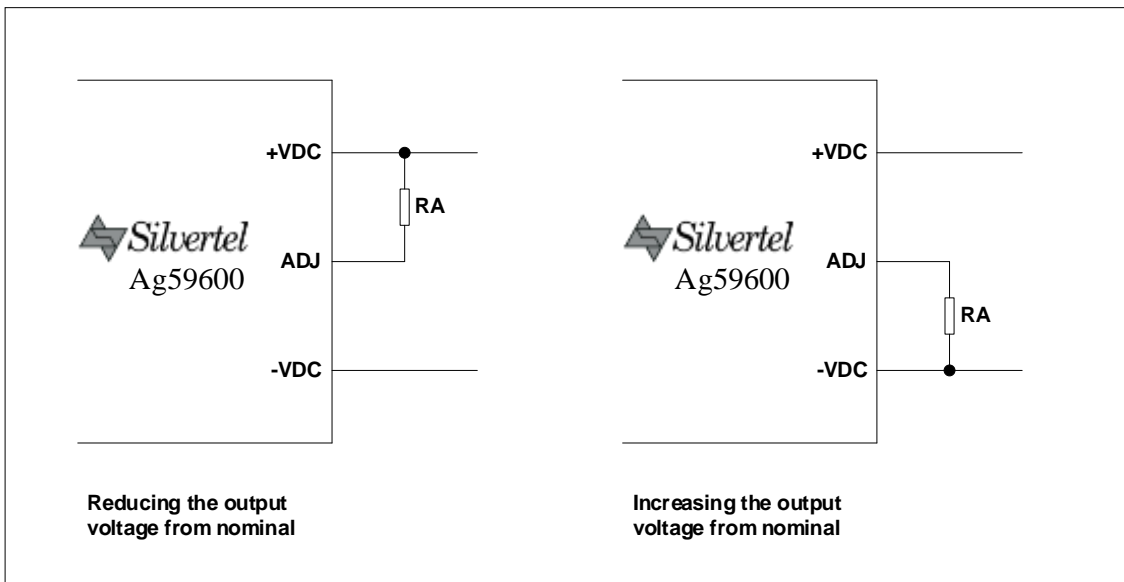 +VDC
RA
Silvertel
ADJ
Ag59600
-VDC
Reducing the output
voltage from nominal
+VDC
Silvertel
ADJ
Ag59600
RA
-VDC
Increasing the output
voltage from nominal